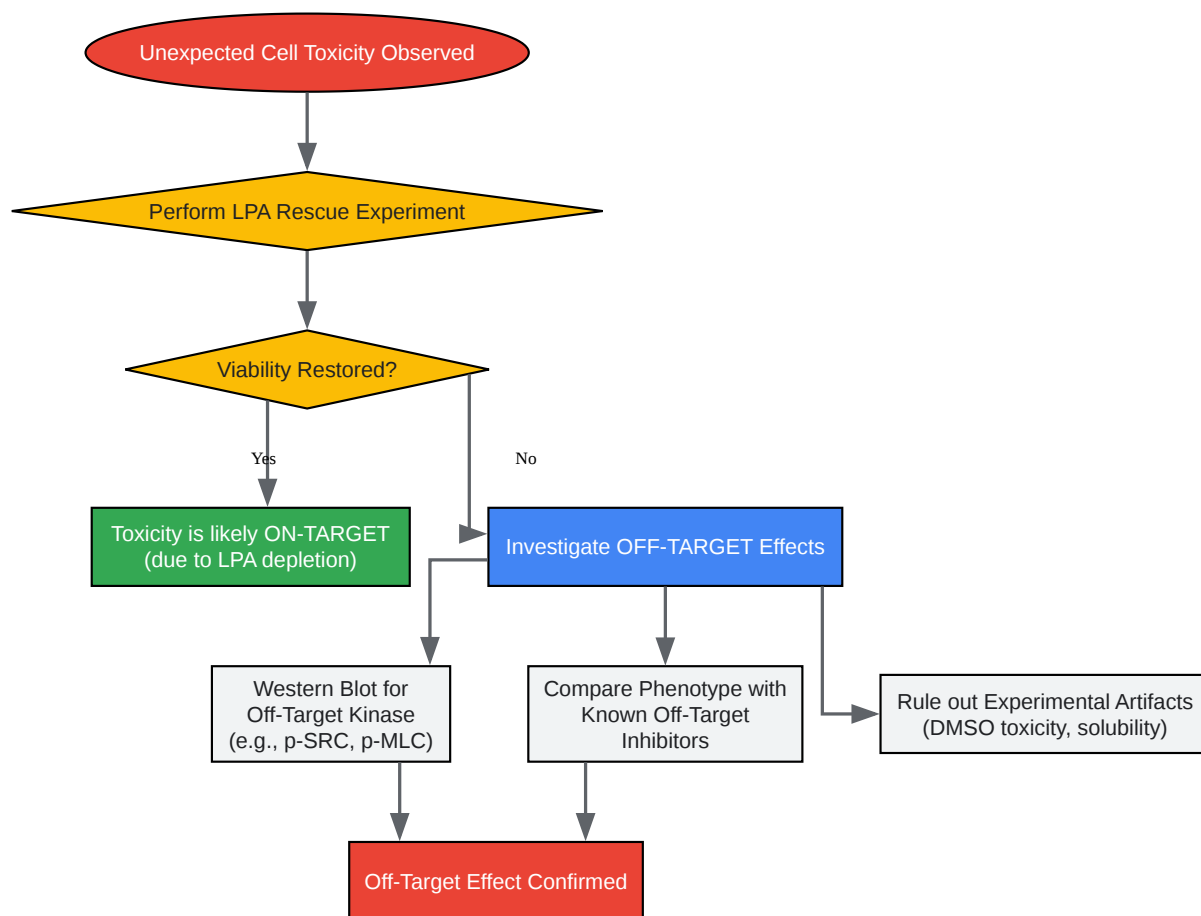 Unexpected Cell Toxicity Observed
Perform LPA Rescue Experiment
Viability Restored?
Yes
No
Toxicity is likely ON-TARGET
(due to LPA depletion)
Investigate OFF-TARGET Effects
Western Blot for
Off-Target Kinase
(e.g., p-SRC, p-MLC)
Compare Phenotype with
Known Off-Target
Inhibitors
Rule out Experimental Artifacts
(DMSO toxicity, solubility)
Off-Target Effect Confirmed